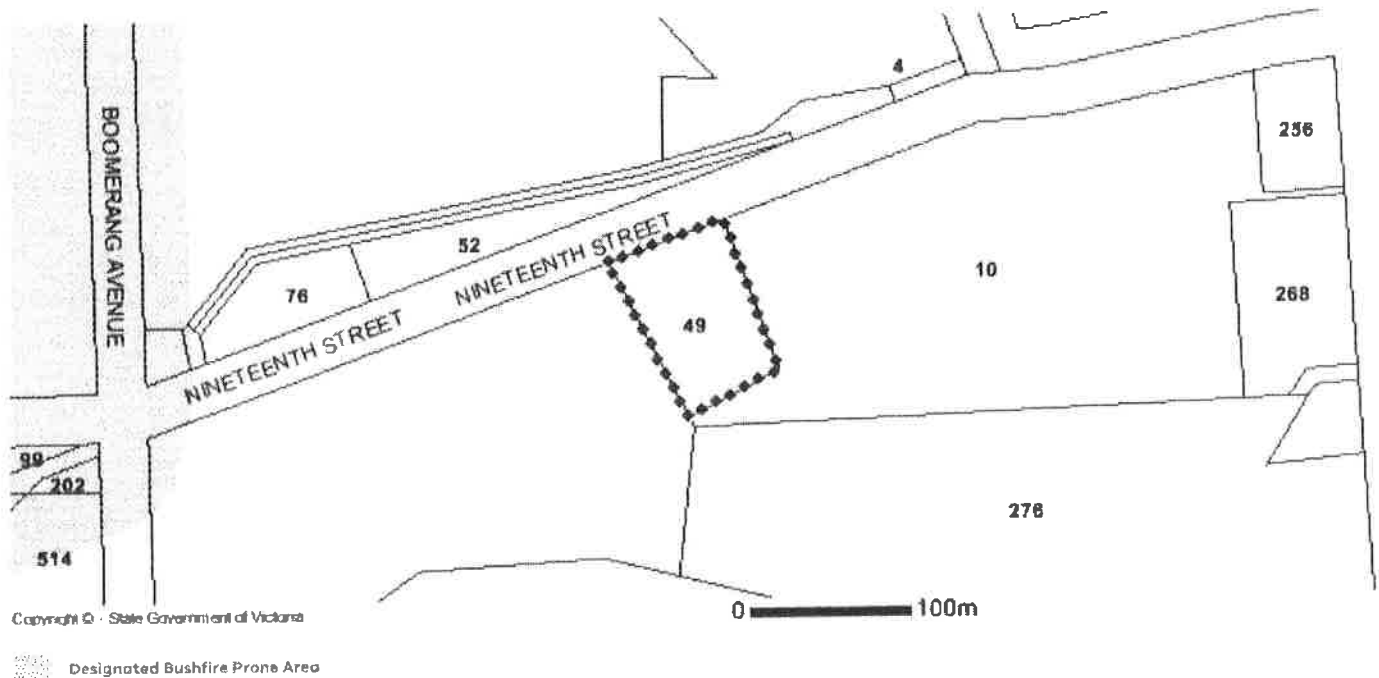 4
256
BOOMERANG AVENUE
52
NINETEENTH STREET
10
76
268
49
NINETEENTH STREET
99
202
276
514
0 100m
Copyright © - State Government of Victoria
Designated Bushfire Prone Area